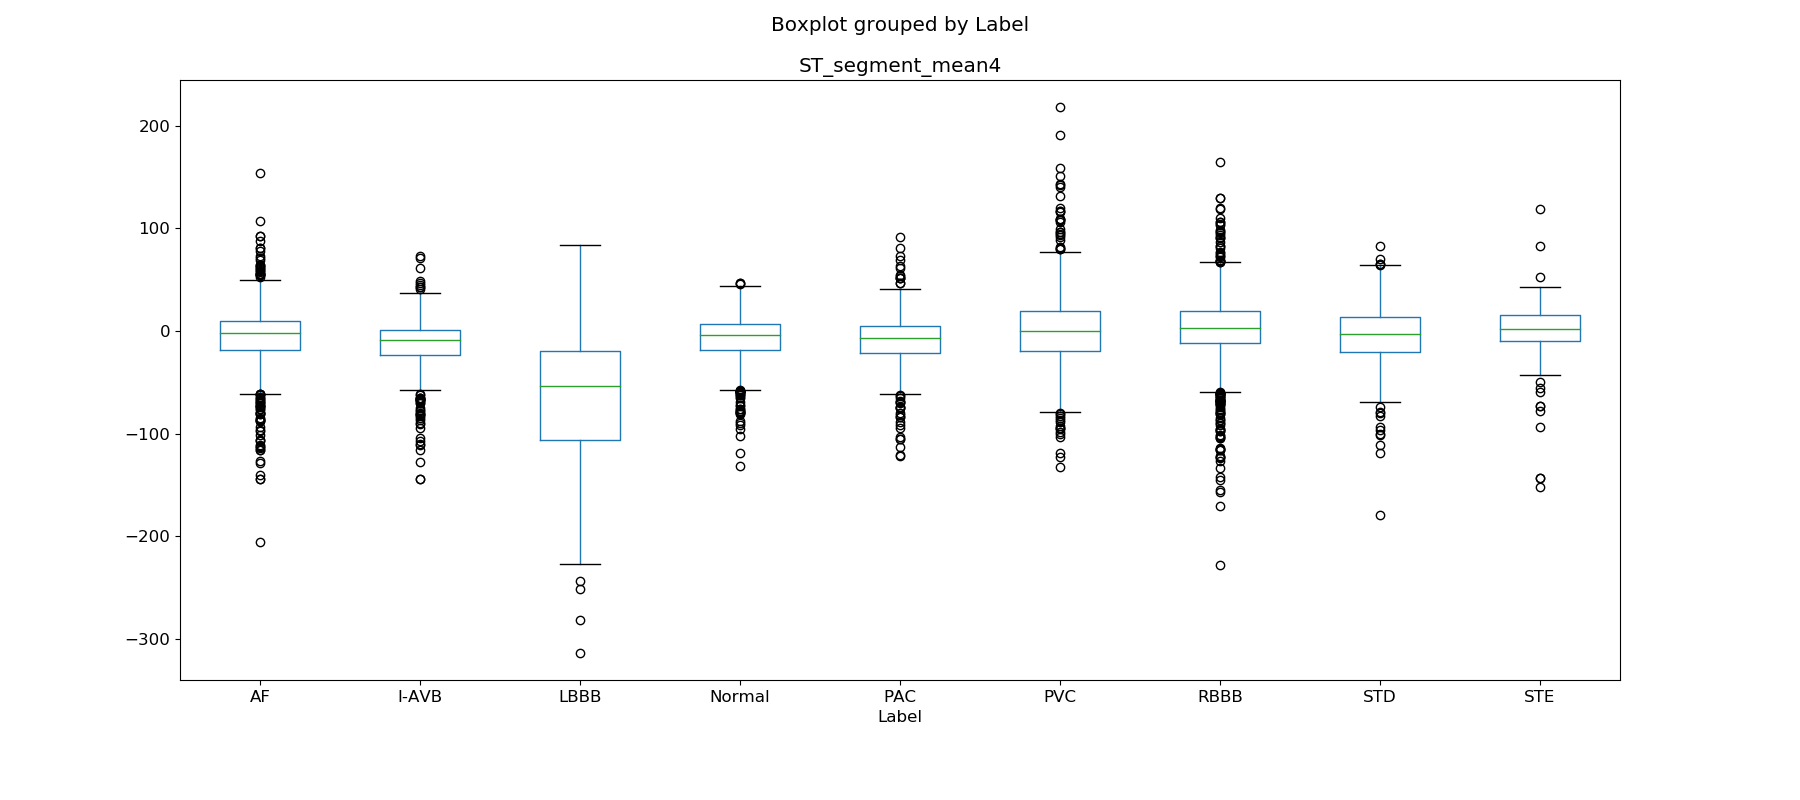 Boxplot grouped by Label
ST_segment_mean4
200
100
0
−100
−200
−300
AF I-AVB LBBB Normal PAC PVC RBBB STD STE
Label